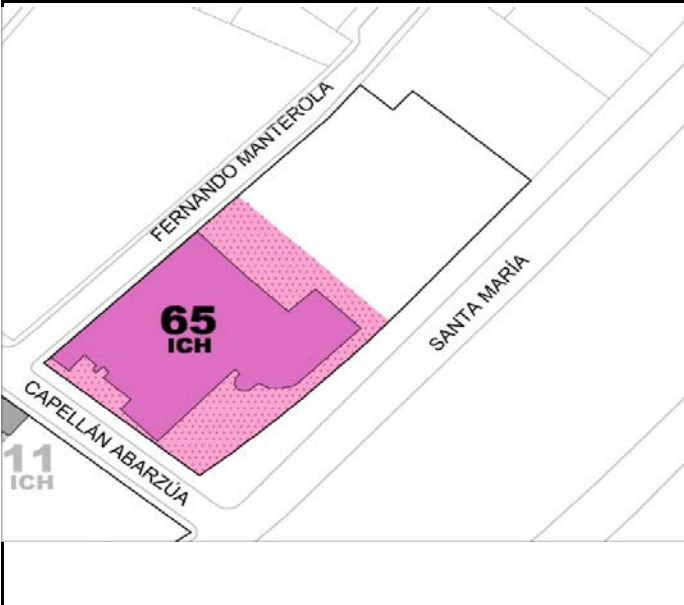 FERNANDO MANTEROLA
65
ICH
SANTA MARÍA
CAPELLÁN ABARZÚA
11
ICH